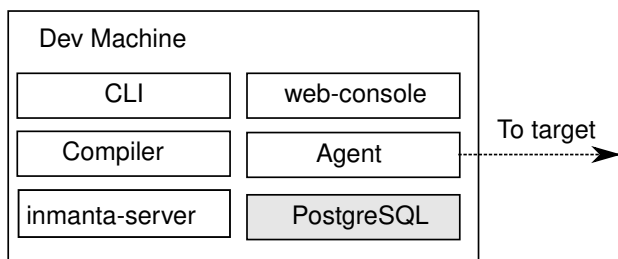 Dev Machine
CLI
web-console
Compiler
Agent
To target
inmanta-server
PostgreSQL